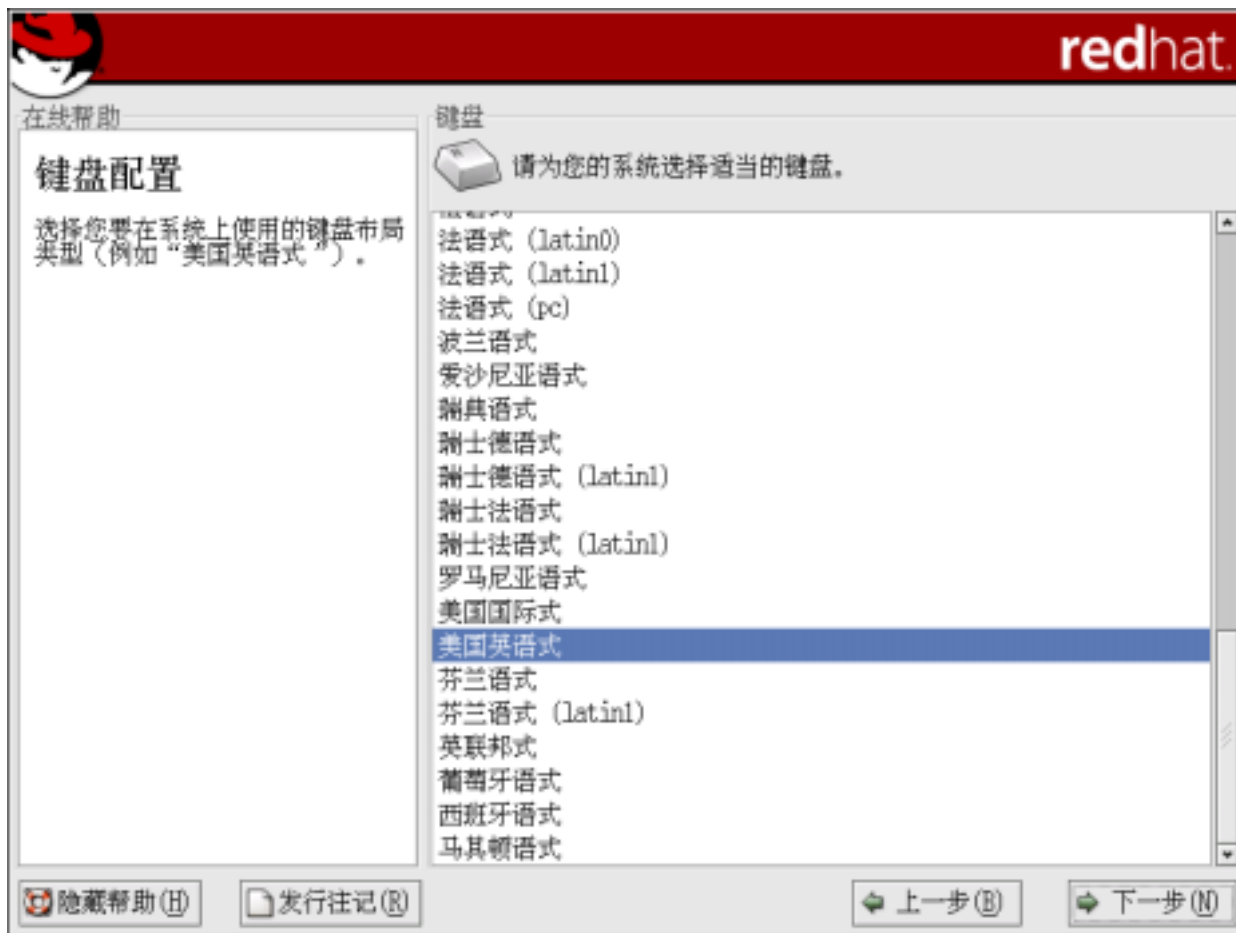 redhat.
在线帮助
键盘配置
选择您要在系统上使用的键盘布局
类型（例如“美国英语式”）.
键盘
请为您的系统选择适当的键盘.
法语式 (latin0)
法语式 (latin1)
法语式 (pc)
波兰语式
爱沙尼亚语式
瑞典语式
瑞士德语式
瑞士德语式 (latin1)
瑞士法语式
瑞士法语式 (latin1)
罗马尼亚语式
美国国际式
美国英语式
芬兰语式
芬兰语式 (latin1)
英联邦式
葡萄牙语式
西班牙语式
马其顿语式
隐藏帮助(H)
发行注记(R)
上一步(B)
下一步(N)